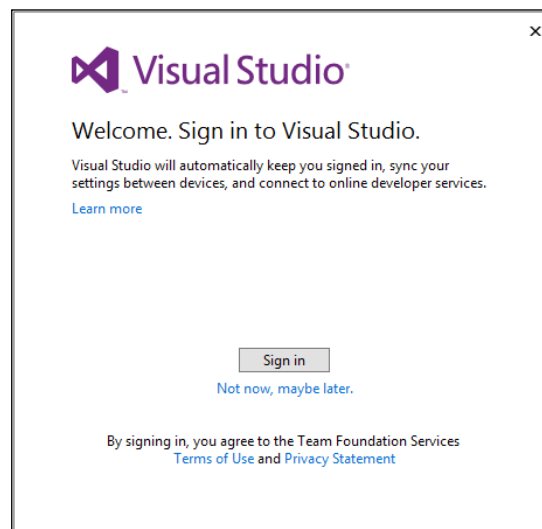 Visual Studio
Welcome. Sign in to Visual Studio.
Visual Studio will automatically keep you signed in, sync your
settings between devices, and connect to online developer services.
Learn more
Sign in
Not now, maybe later.
By signing in, you agree to the Team Foundation Services
Terms of Use and Privacy Statement